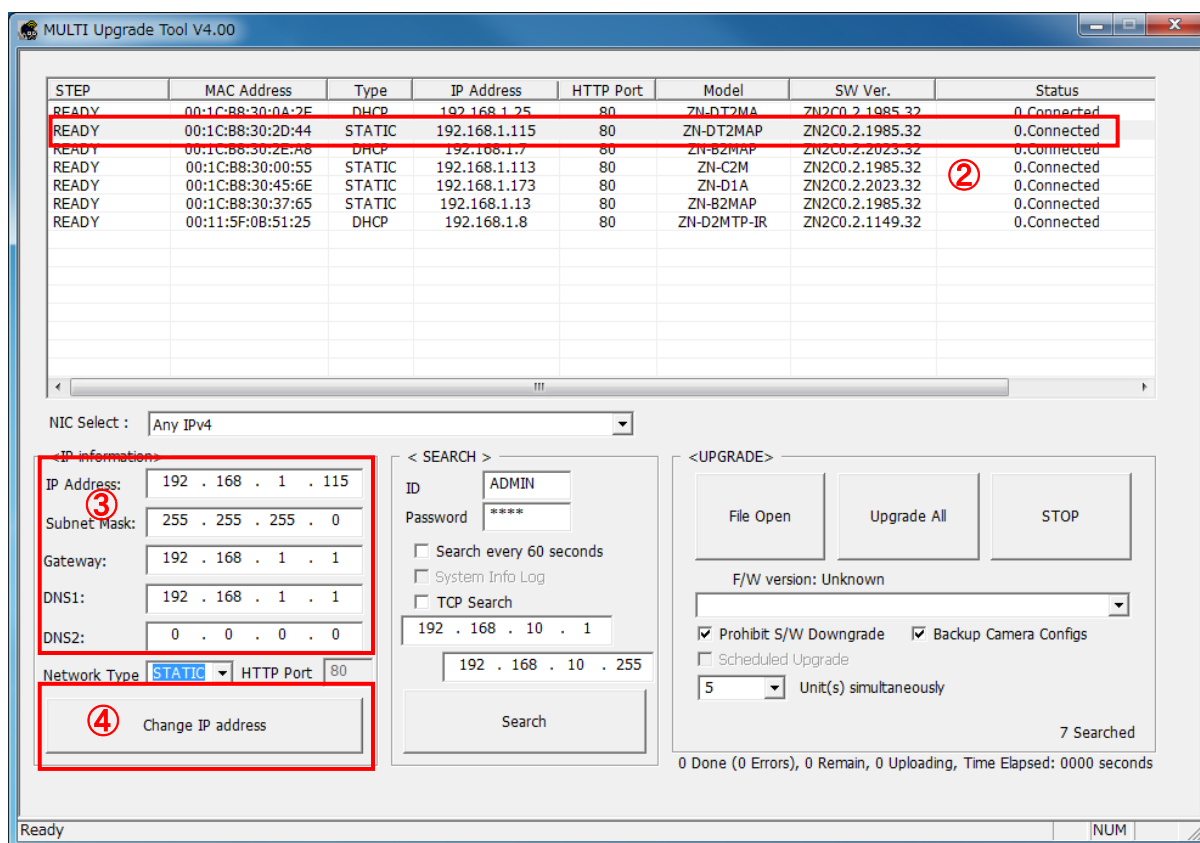 MULTI Upgrade Tool V4.00
STEP MAC Address Type IP Address HTTP Port Model SW Ver. Status
READY 00:1C:B8:30:0A:2F DHCP 192.168.1.25 80 ZN-DT2MA ZN2C0.2.1985.32 0.Connected
READY 00:1C:B8:30:2D:44 STATIC 192.168.1.115 80 ZN-DT2MAP ZN2C0.2.1985.32 0.Connected
READY 00:1C:B8:30:2E:A8 DHCP 192.168.1.7 80 ZN-B2MAP ZN2C0.2.2023.32 0.Connected
READY 00:1C:B8:30:00:55 STATIC 192.168.1.113 80 ZN-C2M ZN2C0.2.1985.32 0.Connected
②
READY 00:1C:B8:30:45:6E STATIC 192.168.1.173 80 ZN-D1A ZN2C0.2.2023.32 0.Connected
READY 00:1C:B8:30:37:65 STATIC 192.168.1.13 80 ZN-B2MAP ZN2C0.2.1985.32 0.Connected
READY 00:11:5F:0B:51:25 DHCP 192.168.1.8 80 ZN-D2MTP-IR ZN2C0.2.1149.32 0.Connected
NIC Select : Any IPv4
<IP information>
IP Address: 192 . 168 . 1 . 115
③
Subnet Mask: 255 . 255 . 255 . 0
Gateway: 192 . 168 . 1 . 1
DNS1: 192 . 168 . 1 . 1
DNS2: 0 . 0 . 0 . 0
Network Type STATIC HTTP Port 80
④ Change IP address
< SEARCH >
ID ADMIN
Password ****
Search every 60 seconds
System Info Log
TCP Search
192 . 168 . 10 . 1
192 . 168 . 10 . 255
Search
<UPGRADE>
File Open Upgrade All STOP
F/W version: Unknown
Prohibit S/W Downgrade Backup Camera Configs
Scheduled Upgrade
5 Unit(s) simultaneously
7 Searched
0 Done (0 Errors), 0 Remain, 0 Uploading, Time Elapsed: 0000 seconds
Ready NUM